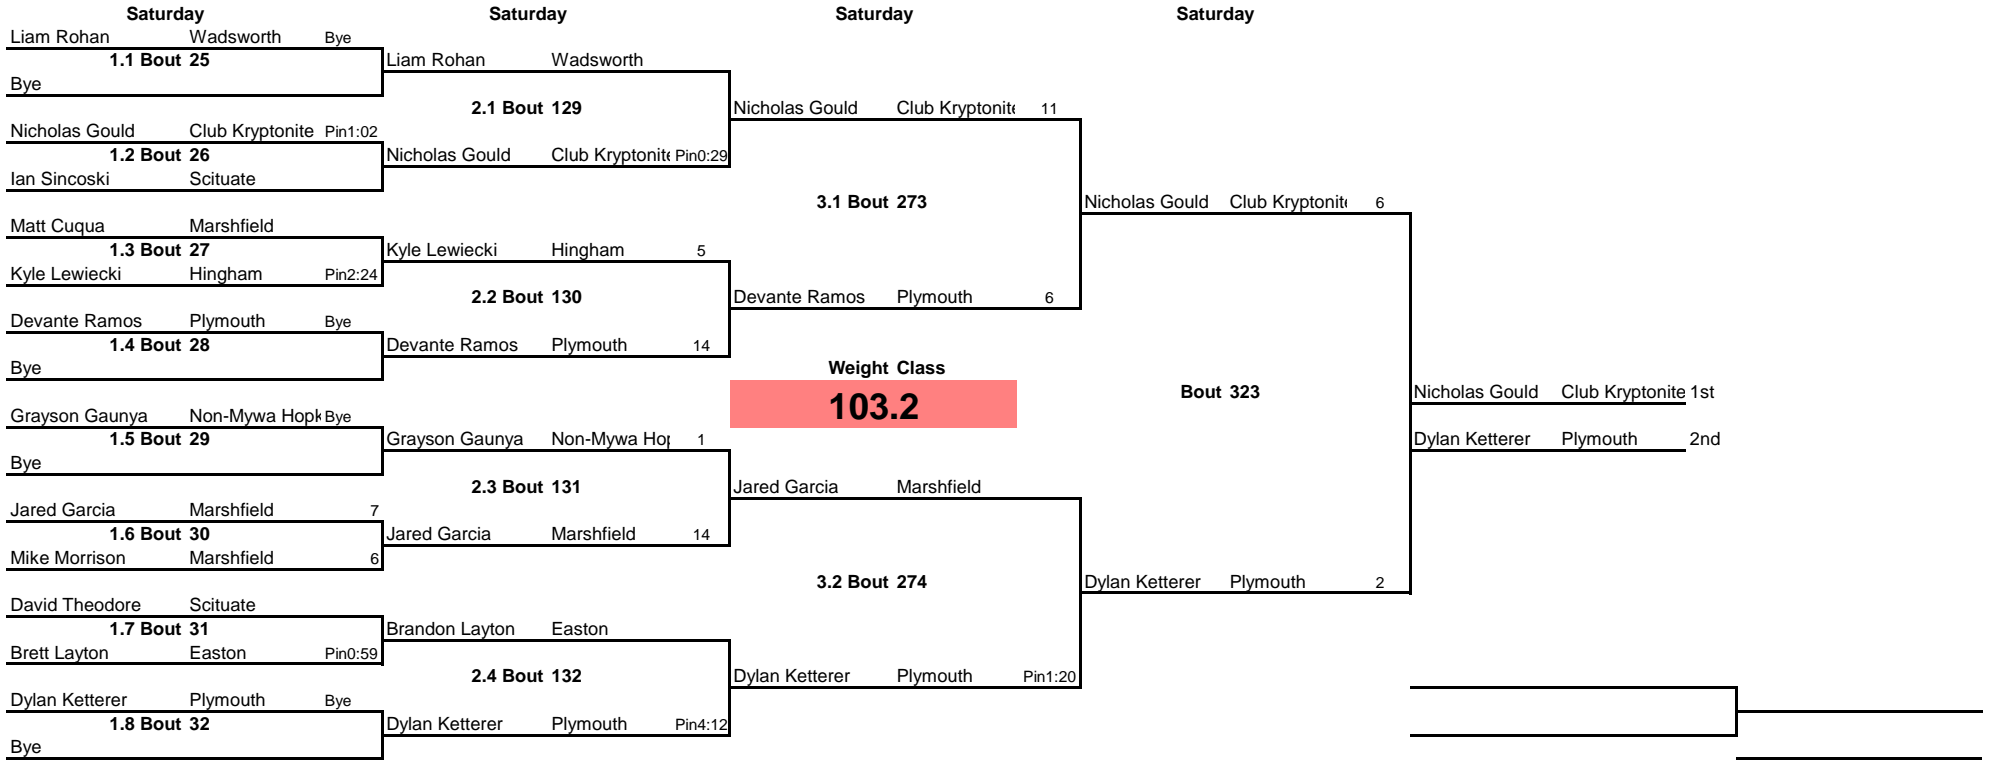 Saturday Saturday Saturday Saturday
Liam Rohan Wadsworth Bye
1.1 Bout 25
Liam Rohan Wadsworth
Bye
2.1 Bout 129
Nicholas Gould Club Kryptonite 11
Nicholas Gould Club Kryptonite Pin1:02
1.2 Bout 26
Nicholas Gould Club Kryptonite Pin0:29
Ian Sincoski Scituate
3.1 Bout 273
Nicholas Gould Club Kryptonite 6
Matt Cuqua Marshfield
1.3 Bout 27
Kyle Lewiecki Hingham 5
Kyle Lewiecki Hingham Pin2:24
2.2 Bout 130
Devante Ramos Plymouth 6
Devante Ramos Plymouth Bye
1.4 Bout 28
Devante Ramos Plymouth 14
Bye
Weight Class
103.2
Bout 323
Nicholas Gould Club Kryptonite 1st
Grayson Gaunya Non-Mywa Hopk Bye
1.5 Bout 29
Grayson Gaunya Non-Mywa Hop 1
Dylan Ketterer Plymouth 2nd
Bye
2.3 Bout 131
Jared Garcia Marshfield
Jared Garcia Marshfield 7
1.6 Bout 30
Jared Garcia Marshfield 14
Mike Morrison Marshfield 6
3.2 Bout 274
Dylan Ketterer Plymouth 2
David Theodore Scituate
1.7 Bout 31
Brandon Layton Easton
Brett Layton Easton Pin0:59
2.4 Bout 132
Dylan Ketterer Plymouth Pin1:20
Dylan Ketterer Plymouth Bye
1.8 Bout 32
Dylan Ketterer Plymouth Pin4:12
Bye